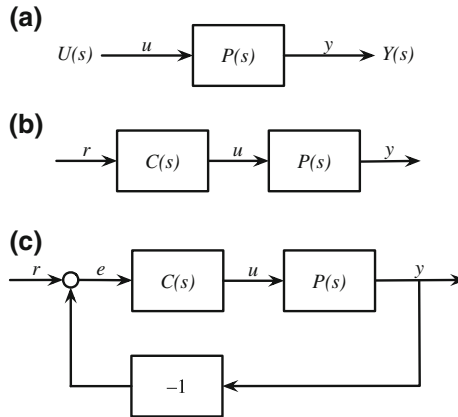 (a)
U(s) u P(s) y Y(s)
(b)
r C(s) u P(s) y
(c)
r e C(s) u P(s) y
–1